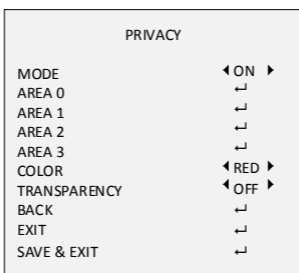 PRIVACY
MODE ON
AREA 0 ↵
AREA 1 ↵
AREA 2 ↵
AREA 3 ↵
COLOR RED
TRANSPARENCY OFF
BACK ↵
EXIT ↵
SAVE & EXIT ↵